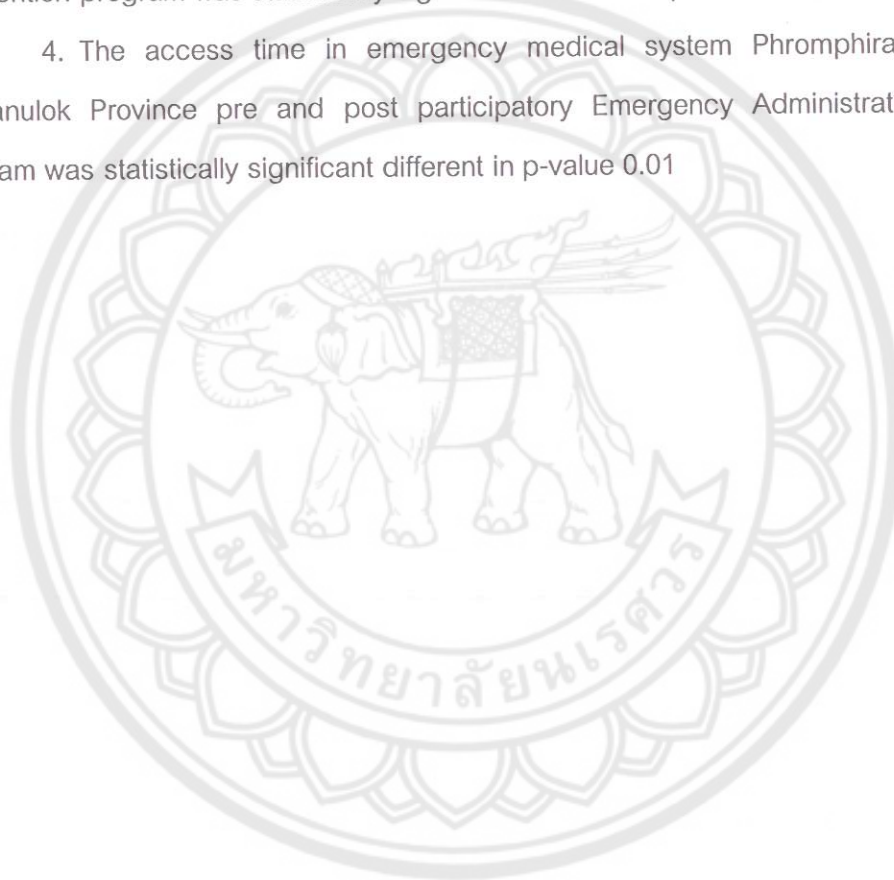 4. The access time in emergency medical system Phromphira
anulok Province pre and post participatory Emergency Administrat
am was statistically significant different in p-value 0.01
มหาวิทยาลัยนเรศวร